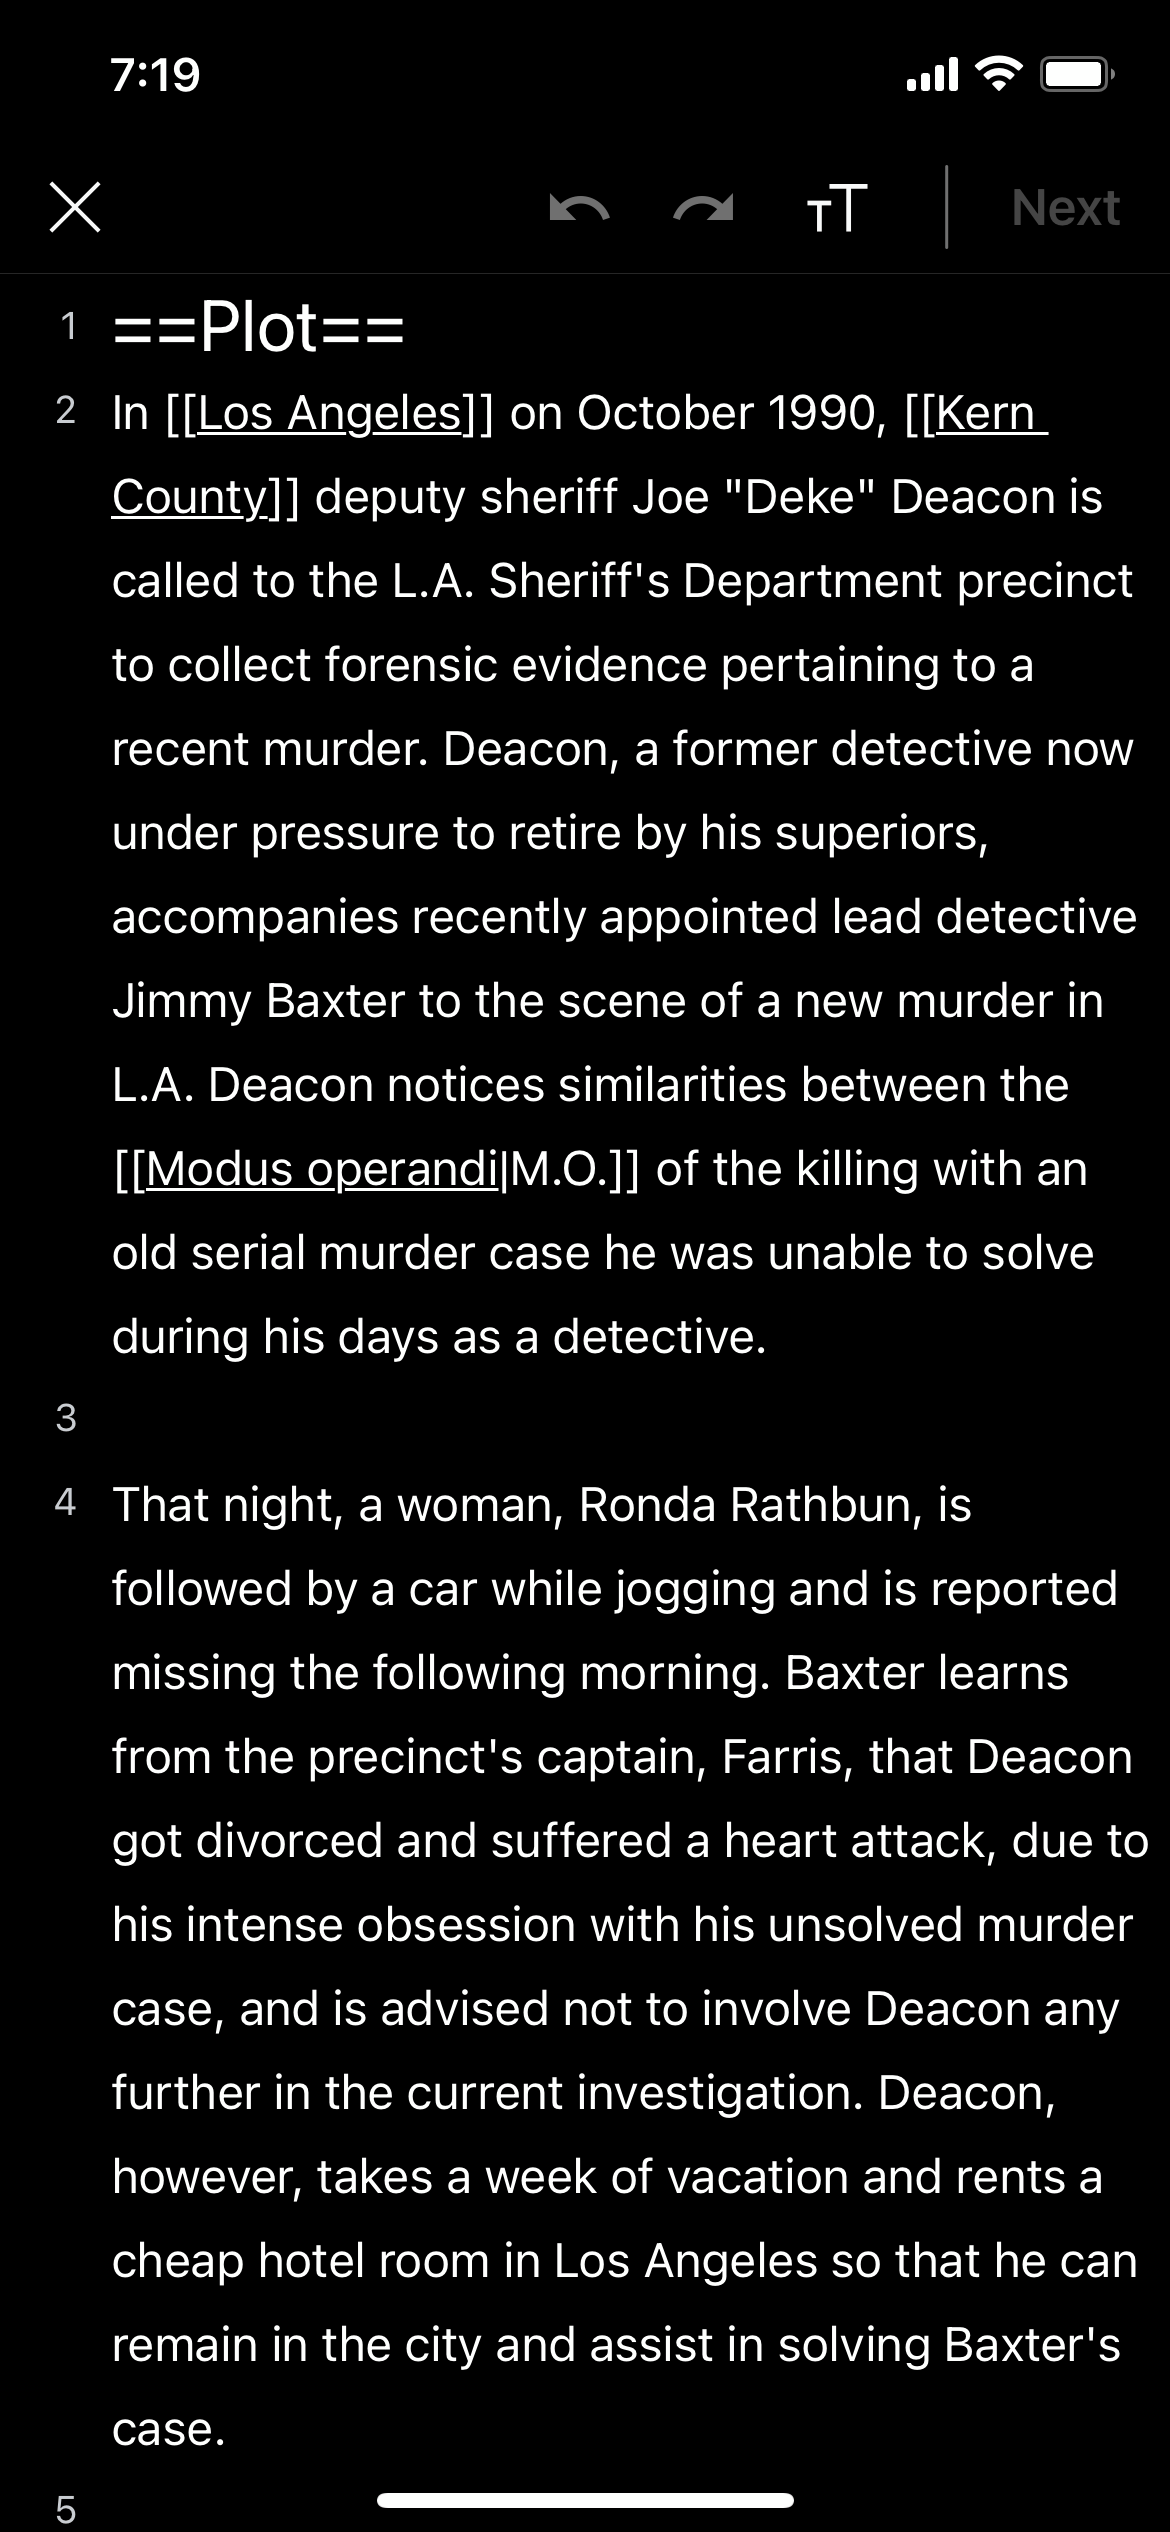 7:19
Next
1 ==Plot==
2 In [[Los Angeles]] on October 1990, [[Kern
County]] deputy sheriff Joe "Deke" Deacon is
called to the L.A. Sheriff's Department precinct
to collect forensic evidence pertaining to a
recent murder. Deacon, a former detective now
under pressure to retire by his superiors,
accompanies recently appointed lead detective
Jimmy Baxter to the scene of a new murder in
L.A. Deacon notices similarities between the
[[Modus operandi|M.O.]] of the killing with an
old serial murder case he was unable to solve
during his days as a detective.
3
4 That night, a woman, Ronda Rathbun, is
followed by a car while jogging and is reported
missing the following morning. Baxter learns
from the precinct's captain, Farris, that Deacon
got divorced and suffered a heart attack, due to
his intense obsession with his unsolved murder
case, and is advised not to involve Deacon any
further in the current investigation. Deacon,
however, takes a week of vacation and rents a
cheap hotel room in Los Angeles so that he can
remain in the city and assist in solving Baxter's
case.
5